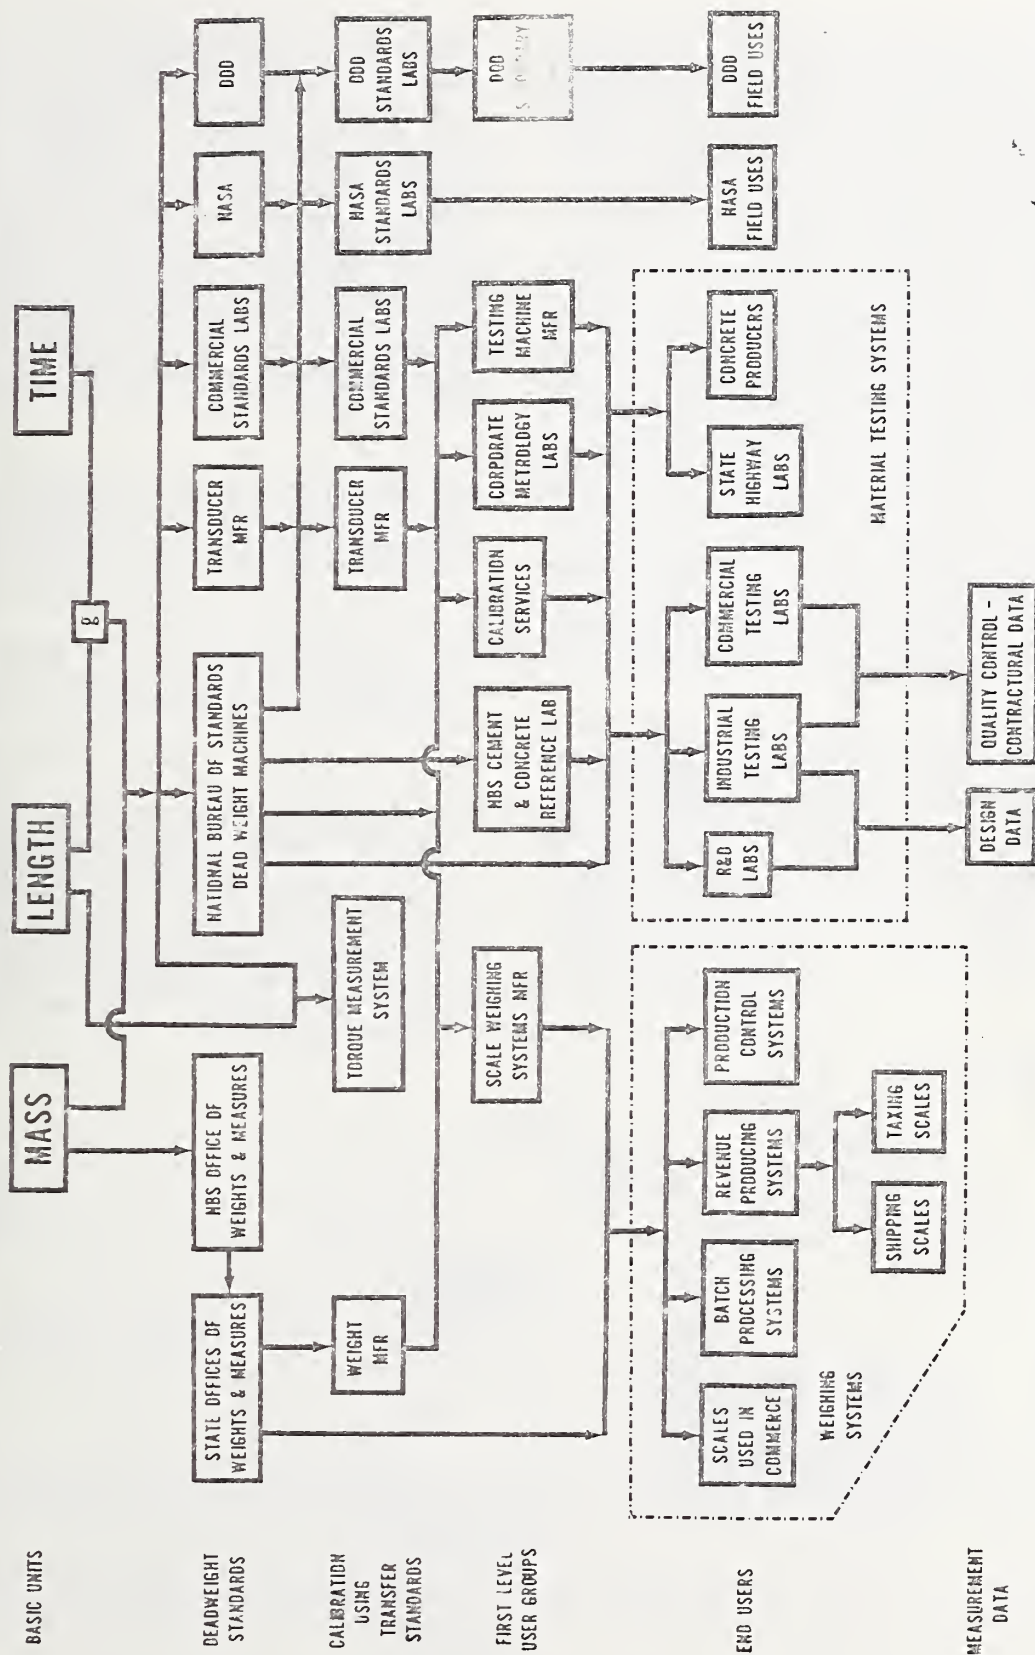 BASIC UNITS
MASS
LENGTH
TIME
g
DEADWEIGHT
STANDARDS
STATE OFFICES OF
WEIGHTS & MEASURES
NBS OFFICE OF
WEIGHTS & MEASURES
NATIONAL BUREAU OF STANDARDS
DEAD WEIGHT MACHINES
TRANSDUCER
MFR
COMMERCIAL
STANDARDS LABS
NASA
DOD
CALIBRATION
USING
TRANSFER
STANDARDS
WEIGHT
MFR
TORQUE MEASUREMENT
SYSTEM
TRANSDUCER
MFR
COMMERCIAL
STANDARDS LABS
NASA
STANDARDS
LABS
DOD
STANDARDS
LABS
FIRST LEVEL
USER GROUPS
SCALE WEIGHING
SYSTEMS MFR
NBS CEMENT
& CONCRETE
REFERENCE LAB
CALIBRATION
SERVICES
CORPORATE
METROLOGY
LABS
TESTING
MACHINE
MFR
DOD
END USERS
SCALES
USED IN
COMMERCE
BATCH
PROCESSING
SYSTEMS
REVENUE
PRODUCING
SYSTEMS
PRODUCTION
CONTROL
SYSTEMS
R&D
LABS
INDUSTRIAL
TESTING
LABS
COMMERCIAL
TESTING
LABS
STATE
HIGHWAY
LABS
CONCRETE
PRODUCERS
NASA
FIELD USES
DOD
FIELD USES
WEIGHING
SYSTEMS
SHIPPING
SCALES
TAXING
SCALES
MATERIAL TESTING SYSTEMS
MEASUREMENT
DATA
DESIGN
DATA
QUALITY CONTROL-
CONTRACTURAL DATA